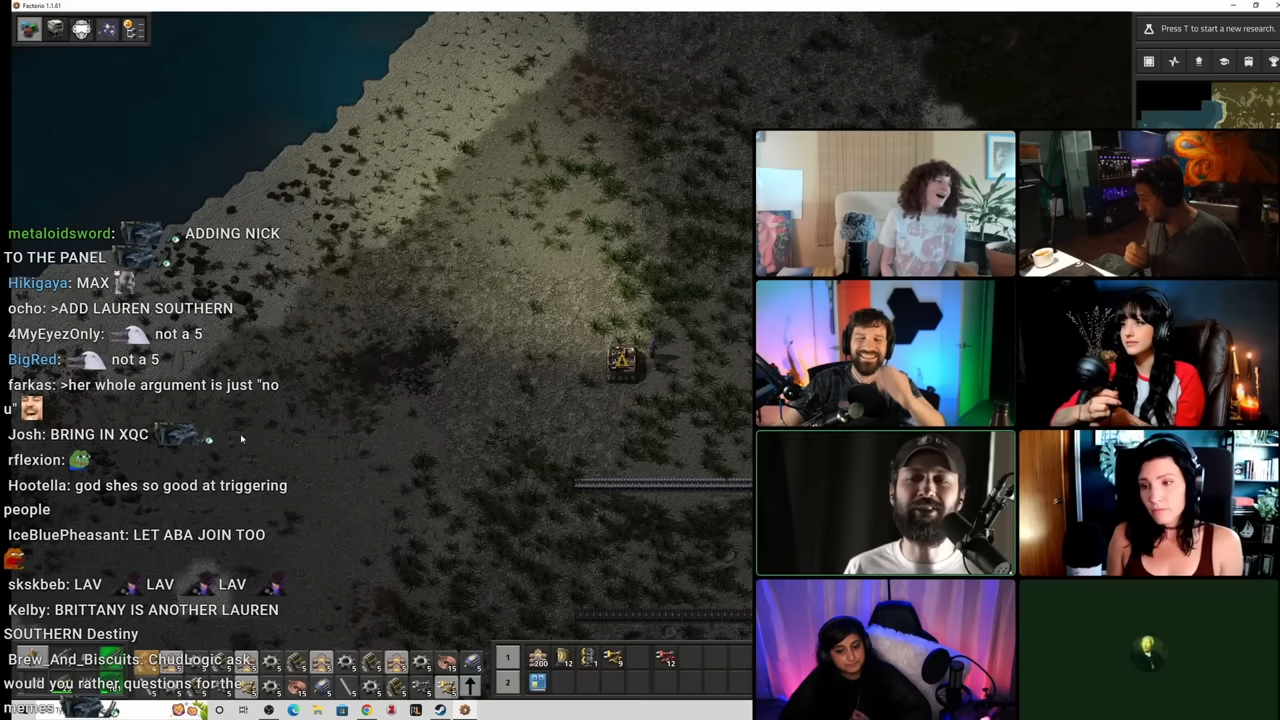 Factorio 1.1.61
Press T to start a new research.
metaloidsword: ADDING NICK
TO THE PANEL
Hikigaya: MAX
ocho: >ADD LAUREN SOUTHERN
4MyEyezOnly: not a 5
BigRed: not a 5
farkas: >her whole argument is just "no
u"
Josh: BRING IN XQC
rflexion:
Hootella: god shes so good at triggering
people
IceBluePheasant: LET ABA JOIN TOO
skskbeb: LAV LAV LAV
Kelby: BRITTANY IS ANOTHER LAUREN
SOUTHERN Destiny
Brew_And_Biscuits: ChudLogic ask
would you rather questions for the
memes
1
200 12 1 9 12
2